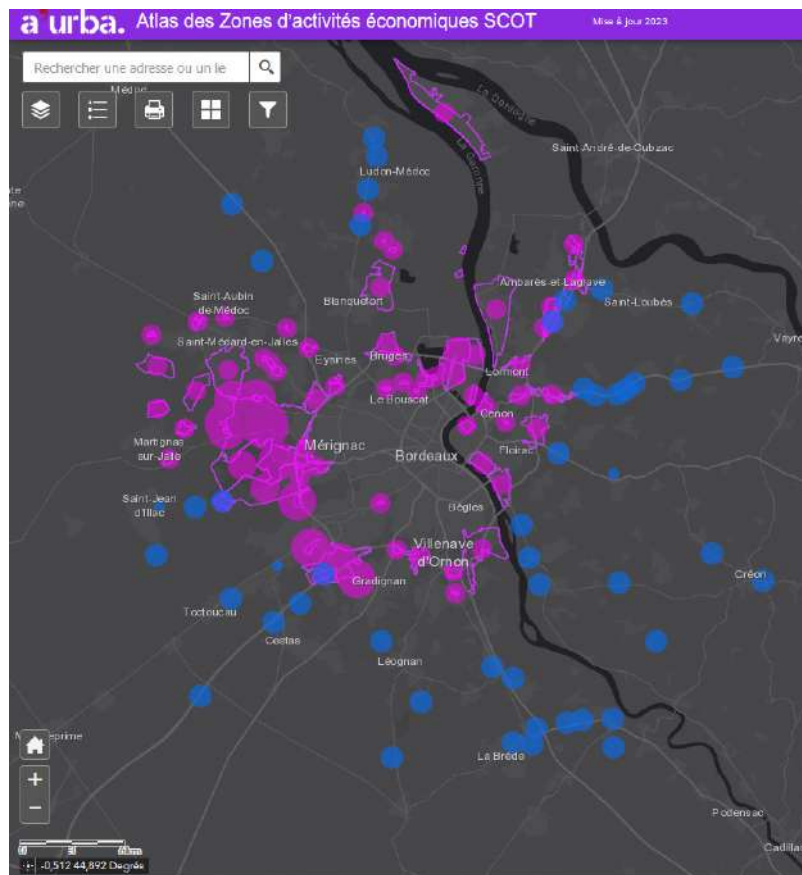 a'urba. Atlas des Zones d'activités économiques SCOT Mise à jour 2023
Rechercher une adresse ou un lie
Médoc
La Dordogne
La Garonne
Saint-André-de-Cubzac
Ludon-Médoc
Ambarès-et-Lagrave
Saint-Aubin
de Médoc
Blanquefort
Saint-Loubès
Saint-Médard-en-Jalles
Eysines
Bruges
Lormont
Vayre
Le Bouscat
Cenon
Martignas
sur-Jalle
Mérignac
Bordeaux
Floirac
Saint-Jean
d'Illac
Bègles
Villenave
d'Ornon
Gradignan
Créon
Toctoucau
Cestas
Léognan
La Brède
Podensac
Cadilla
-0,512 44,892 Degrés